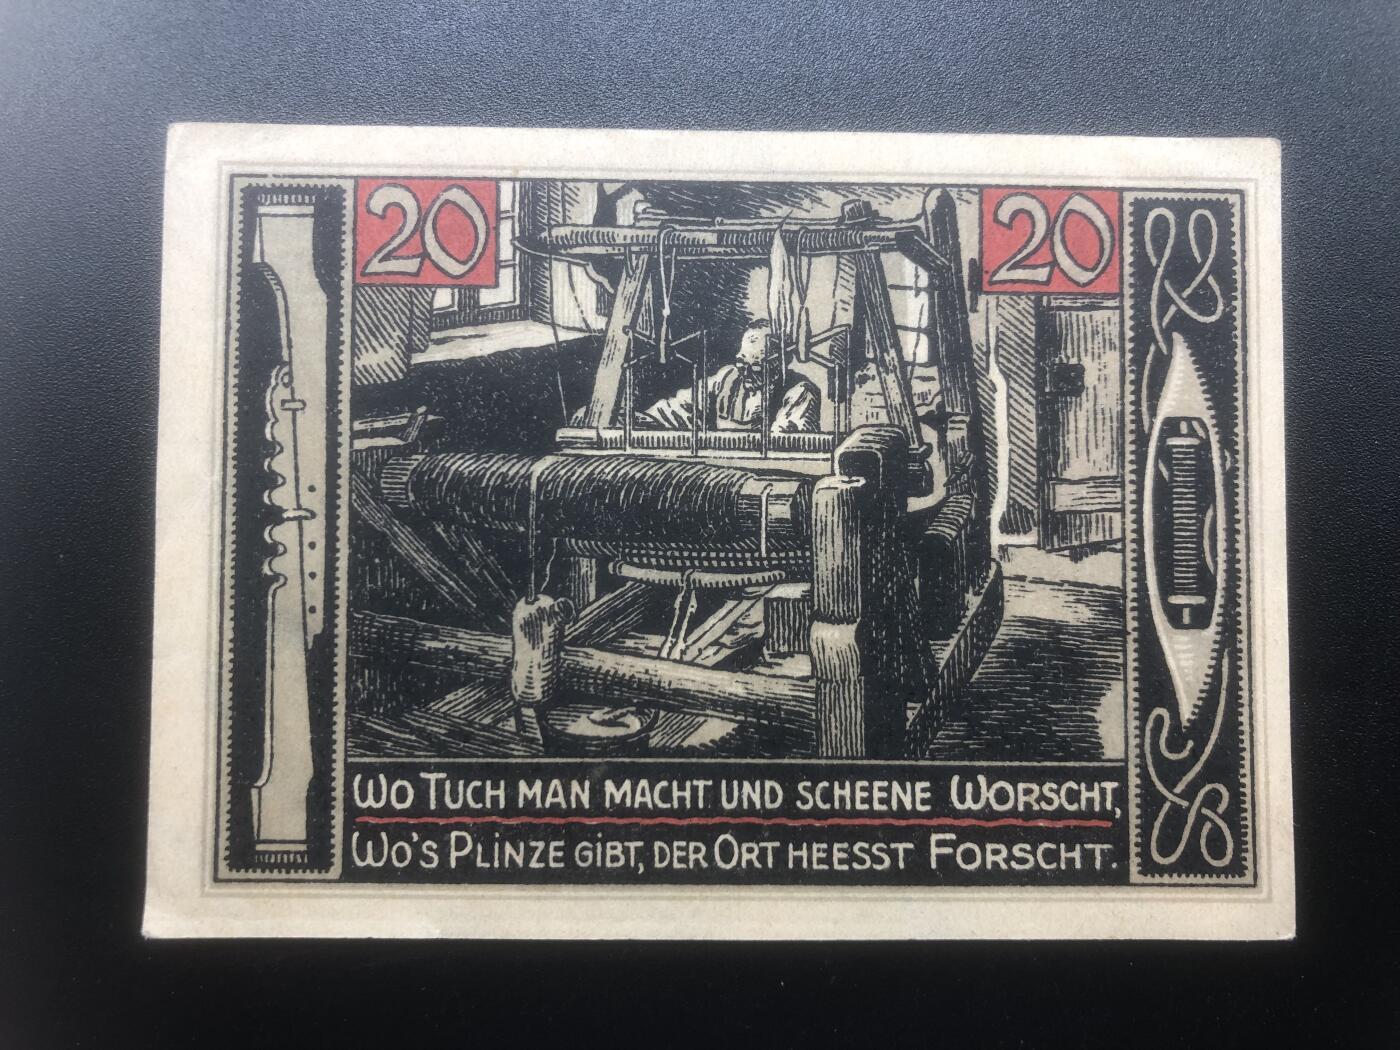 20 20
Wo Tuch man macht und scheene Worscht,
Wo's Plinze gibt, der Ort heesst Forscht.